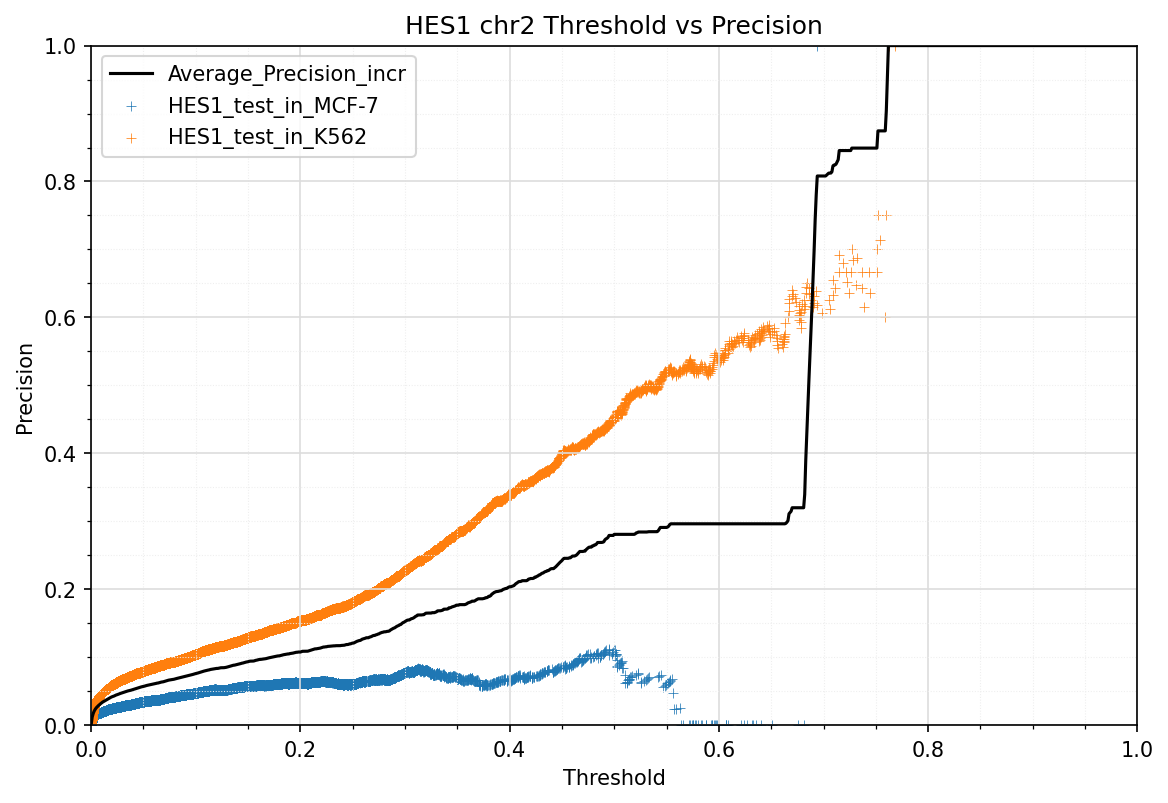 HES1 chr2 Threshold vs Precision
Average_Precision_incr
HES1_test_in_MCF-7
HES1_test_in_K562
Precision
1.0
0.8
0.6
0.4
0.2
0.0
0.0 0.2 0.4 0.6 0.8 1.0
Threshold